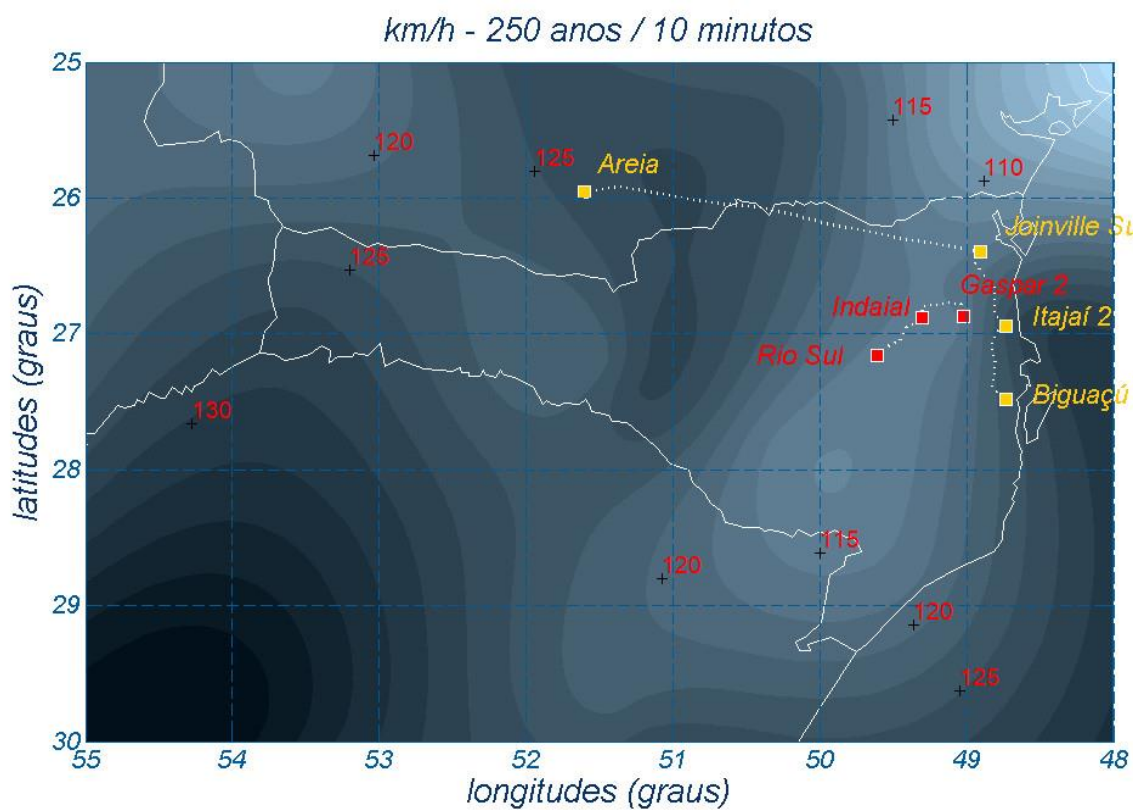 km/h - 250 anos / 10 minutos
25
115
120
125
Areia
110
26
Joinville Su
125
Gaspar 2
Indaial
Itajaí 2
27
Rio Sul
Biguaçú
130
28
115
120
29
120
125
30
55
54
53
52
51
50
49
48
latitudes (graus)
longitudes (graus)